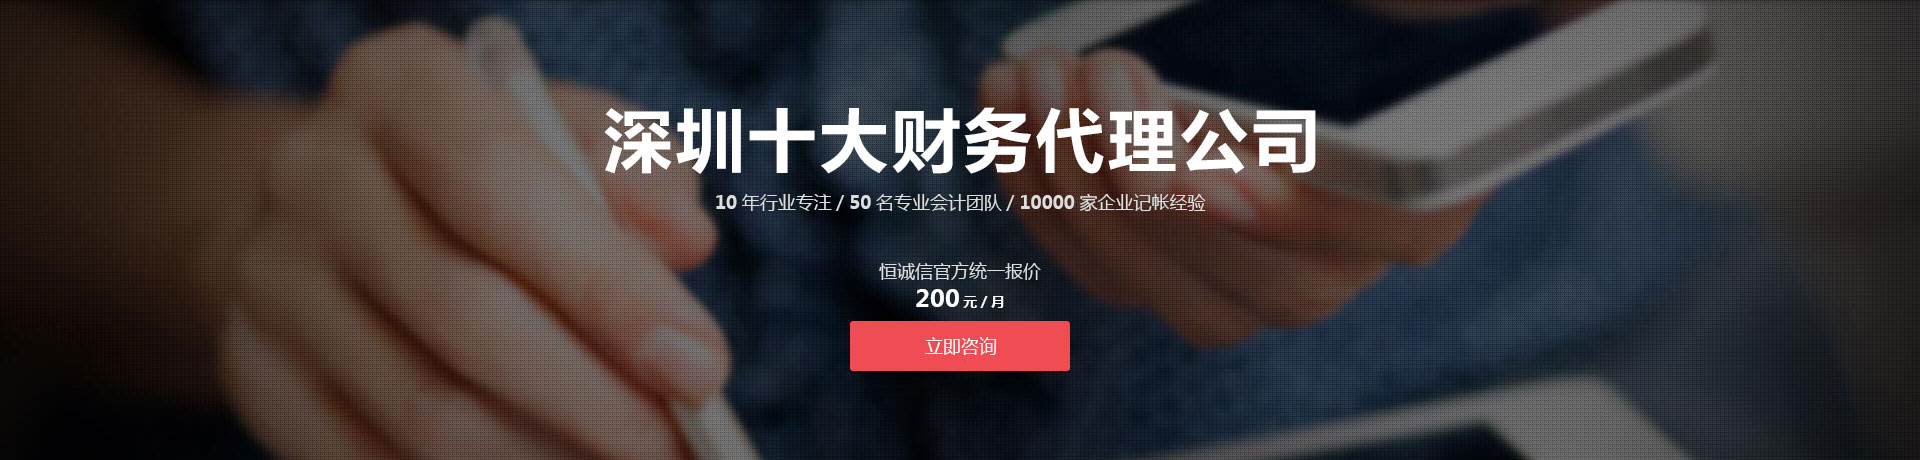 深圳十大财务代理公司
10 年行业专注 / 50 名专业会计团队 / 10000 家企业记帐经验
恒诚信官方统一报价
200 元 / 月
立即咨询